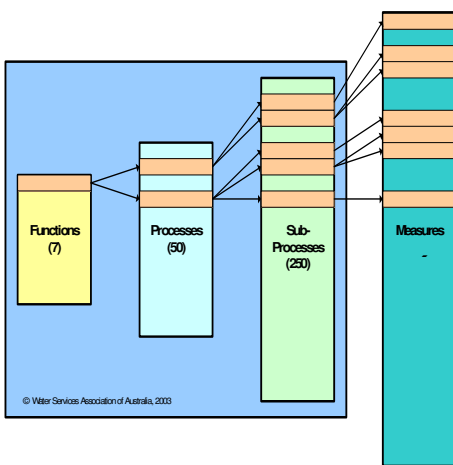 Functions
(7)
Processes
(50)
Sub-
Processes
(250)
Measures
~
© Water Services Association of Australia, 2003